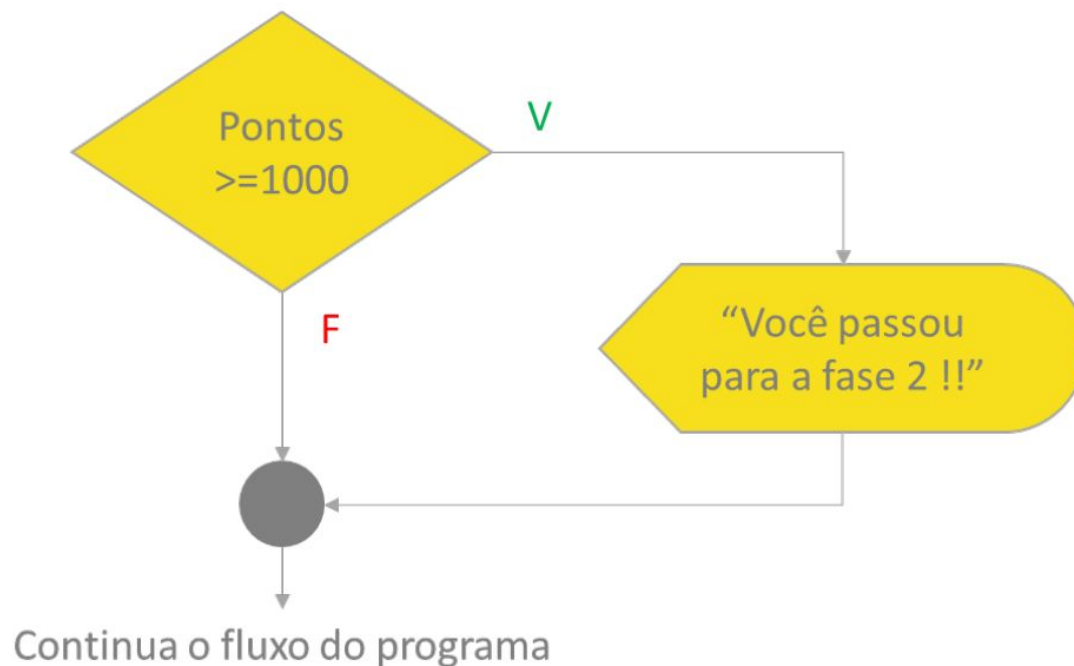 Pontos
>=1000
V
F
“Você passou
para a fase 2 !!”
Continua o fluxo do programa